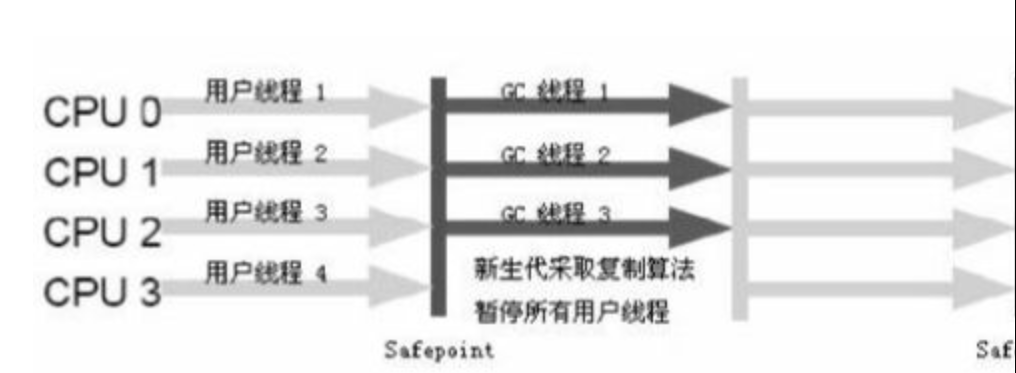 用户线程 1
GC 线程 1
CPU 0
用户线程 2
GC 线程 2
CPU 1
用户线程 3
GC 线程 3
CPU 2
用户线程 4
新生代采取复制算法
CPU 3
暂停所有用户线程
Safepoint
Saf